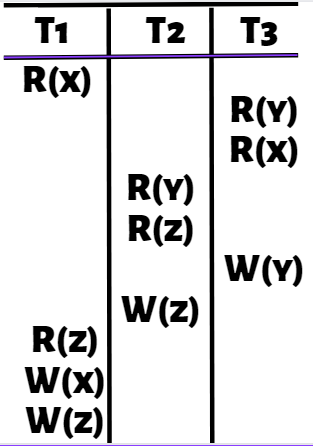 T1 T2 T3
R(X)
R(Y)
R(X)
R(Y)
R(Z)
W(Y)
W(Z)
R(Z)
W(X)
W(Z)